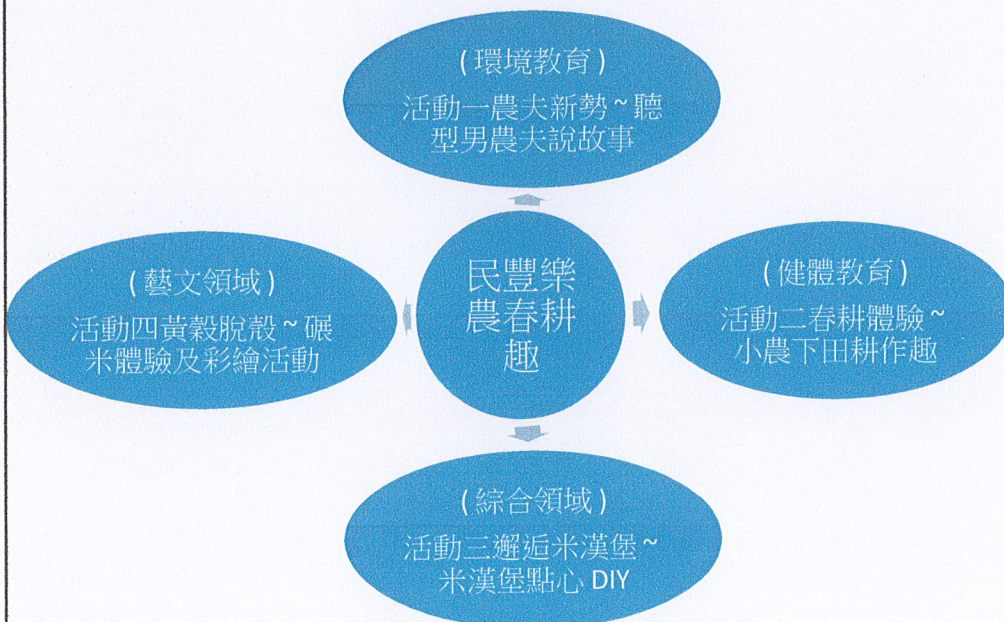 (環境教育)
活動一農夫新勢~聽
型男農夫說故事
(藝文領域)
活動四黃穀脫殼~碾
米體驗及彩繪活動
民豐樂
農春耕
趣
(健體教育)
活動二春耕體驗~
小農下田耕作趣
(綜合領域)
活動三邂逅米漢堡~
米漢堡點心 DIY